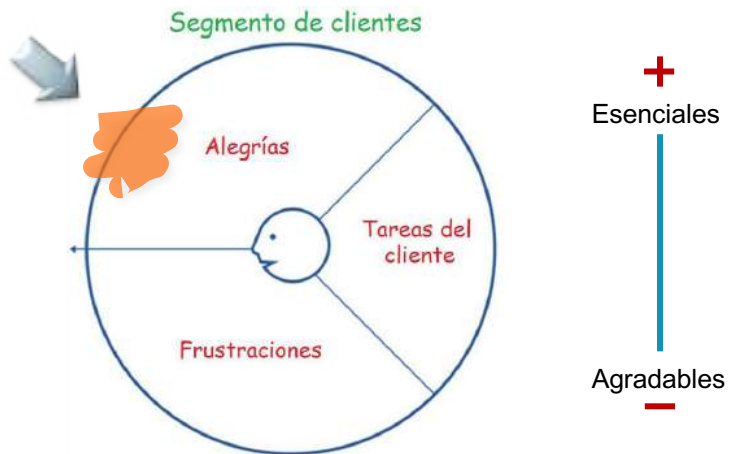 Segmento de clientes
+
Esenciales
Alegrías
Tareas del
cliente
Frustraciones
Agradables
−